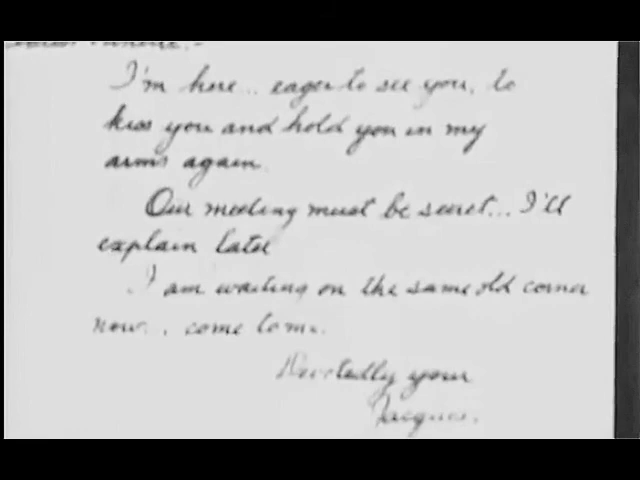 I'm here... eager to see you, to
kiss you and hold you in my
arms again.
Our meeting must be secret... I'll
explain later
I am waiting on the same old corner
now... come to me.
Devotedly your
Jacques.